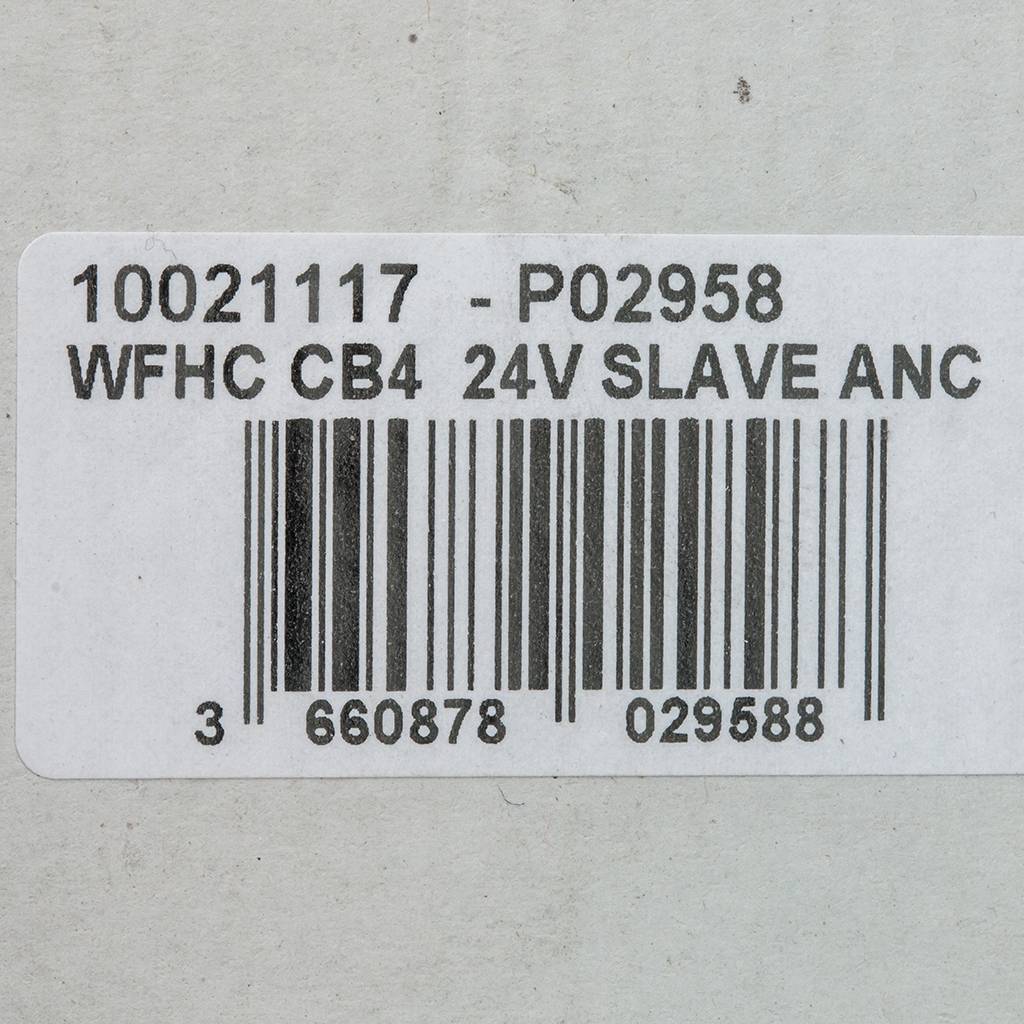 10021117 - P02958
WFHC CB4 24V SLAVE ANC
3 660878 029588